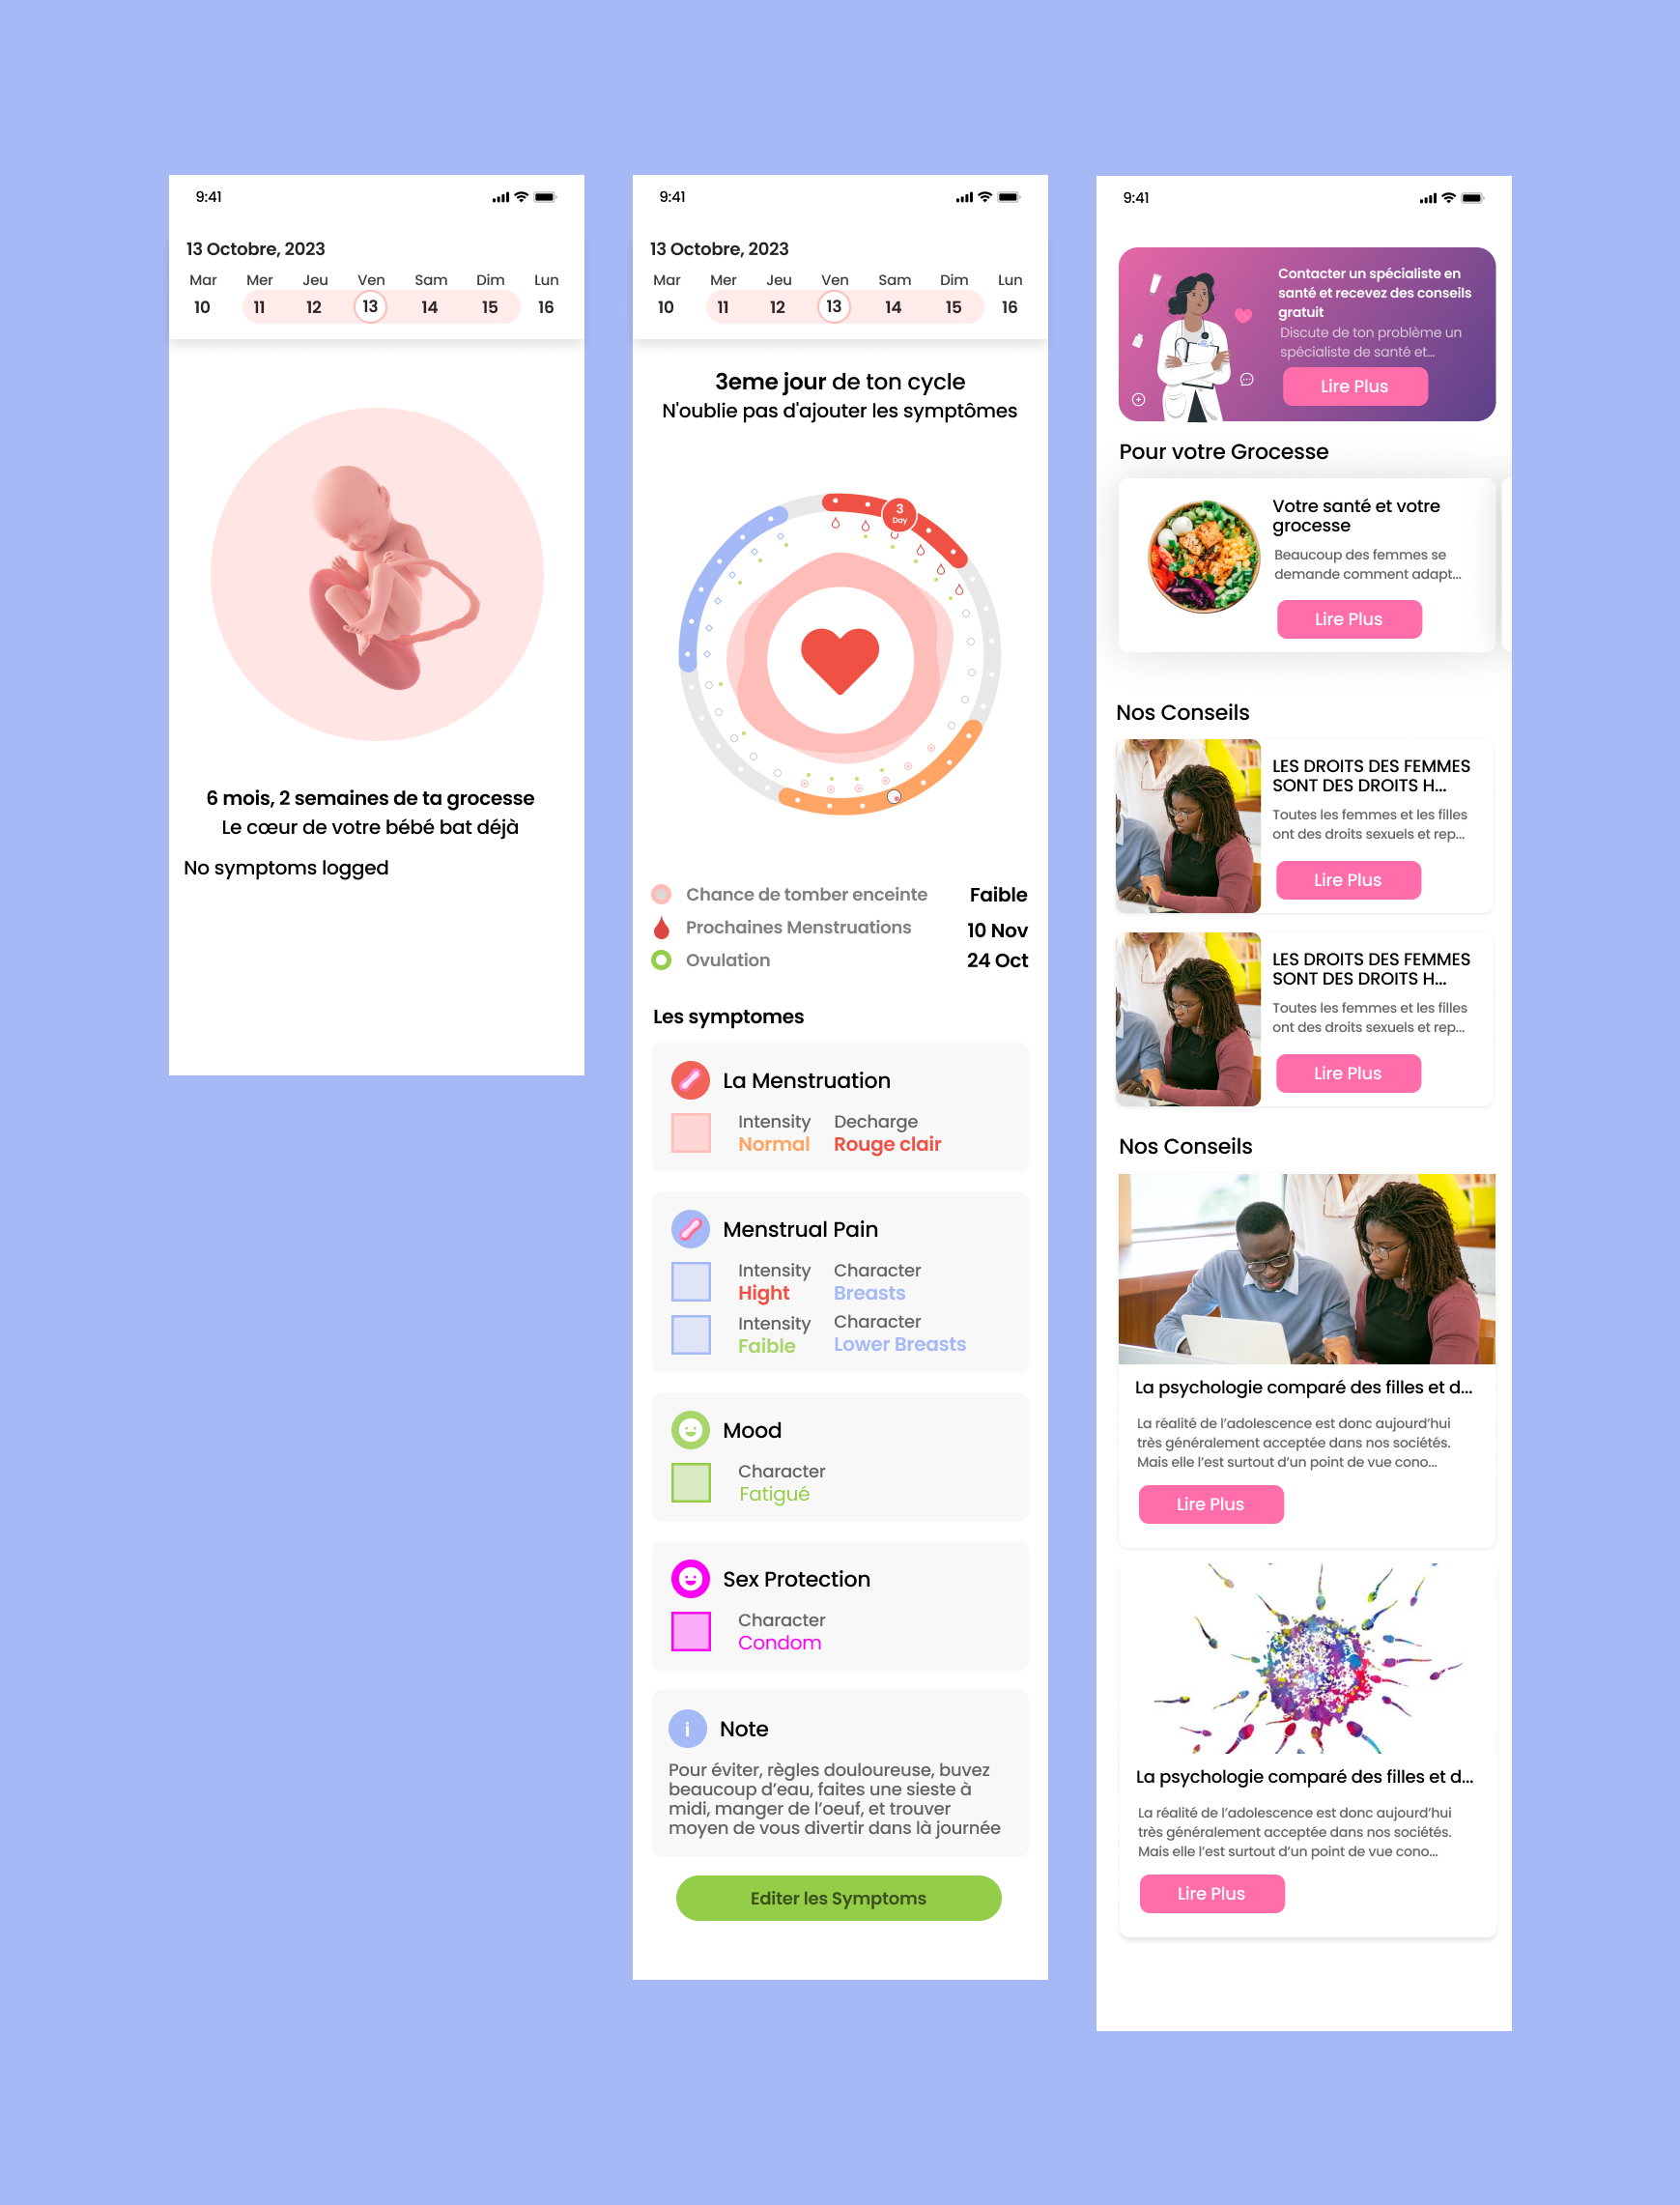 9:41
13 Octobre, 2023
Mar Mer Jeu Ven Sam Dim Lun
10 11 12 13 14 15 16
6 mois, 2 semaines de ta grocesse
Le cœur de votre bébé bat déjà
No symptoms logged
9:41
13 Octobre, 2023
Mar Mer Jeu Ven Sam Dim Lun
10 11 12 13 14 15 16
3eme jour de ton cycle
N'oublie pas d'ajouter les symptômes
3
Day
Chance de tomber enceinte Faible
Prochaines Menstruations 10 Nov
Ovulation 24 Oct
Les symptomes
La Menstruation
Intensity Decharge
Normal Rouge clair
Menstrual Pain
Intensity Character
Hight Breasts
Intensity Character
Faible Lower Breasts
Mood
Character
Fatigué
Sex Protection
Character
Condom
i Note
Pour éviter, règles douloureuse, buvez
beaucoup d’eau, faites une sieste à
midi, manger de l’oeuf, et trouver
moyen de vous divertir dans là journée
Editer les Symptoms
9:41
Contacter un spécialiste en
santé et recevez des conseils
gratuit
Discute de ton problème un
spécialiste de santé et...
Lire Plus
Pour votre Grocesse
Votre santé et votre
grocesse
Beaucoup des femmes se
demande comment adapt...
Lire Plus
Nos Conseils
LES DROITS DES FEMMES
SONT DES DROITS H...
Toutes les femmes et les filles
ont des droits sexuels et rep...
Lire Plus
LES DROITS DES FEMMES
SONT DES DROITS H...
Toutes les femmes et les filles
ont des droits sexuels et rep...
Lire Plus
Nos Conseils
La psychologie comparé des filles et d...
La réalité de l’adolescence est donc aujourd’hui
très généralement acceptée dans nos sociétés.
Mais elle l’est surtout d’un point de vue cono...
Lire Plus
La psychologie comparé des filles et d...
La réalité de l’adolescence est donc aujourd’hui
très généralement acceptée dans nos sociétés.
Mais elle l’est surtout d’un point de vue cono...
Lire Plus